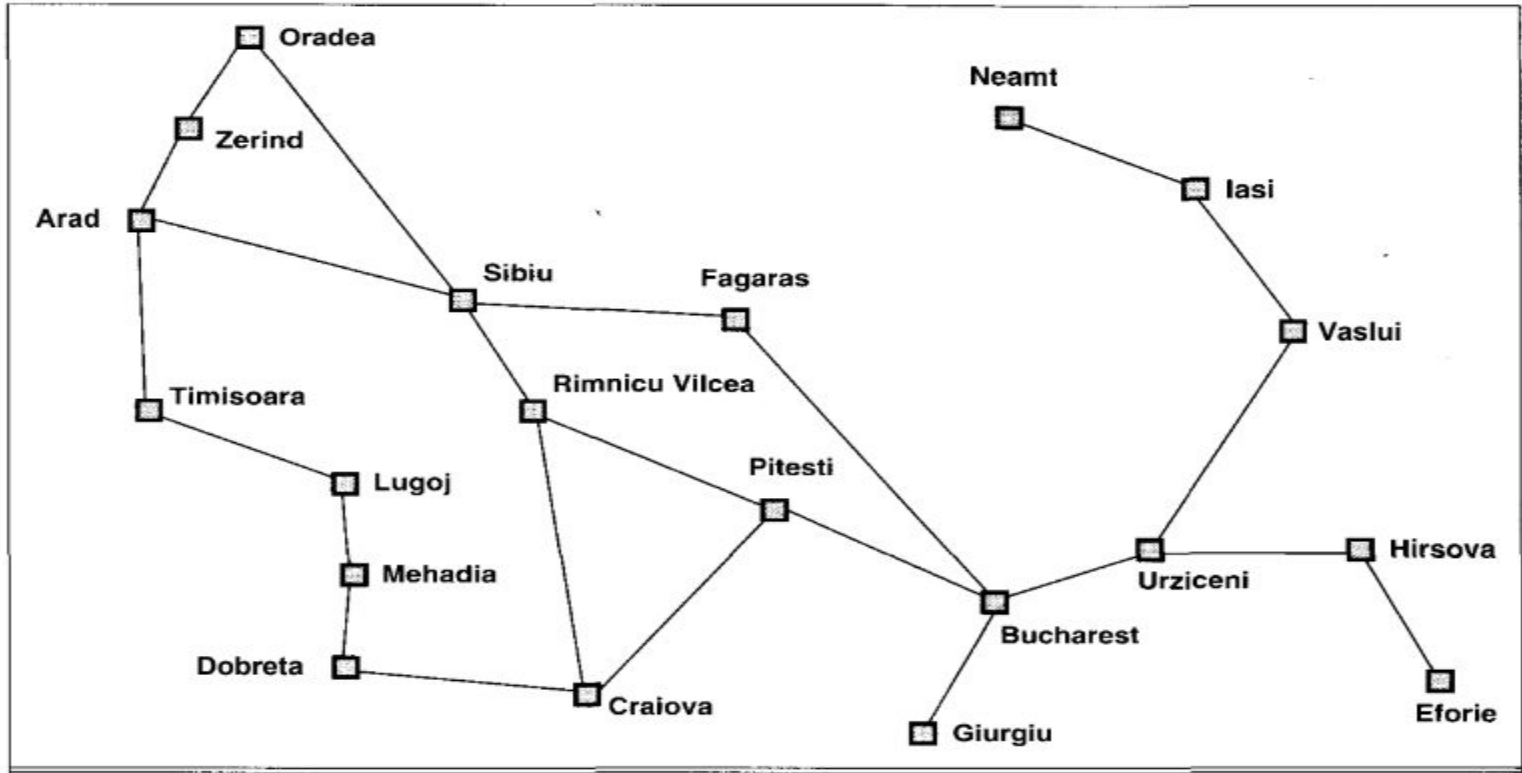 Oradea
Neamt
Zerind
Iasi
Arad
Sibiu
Fagaras
Vaslui
Timisoara
Rimnicu Vilcea
Pitesti
Lugoj
Mehadia
Hirsova
Urziceni
Bucharest
Dobreta
Craiova
Giurgiu
Eforie